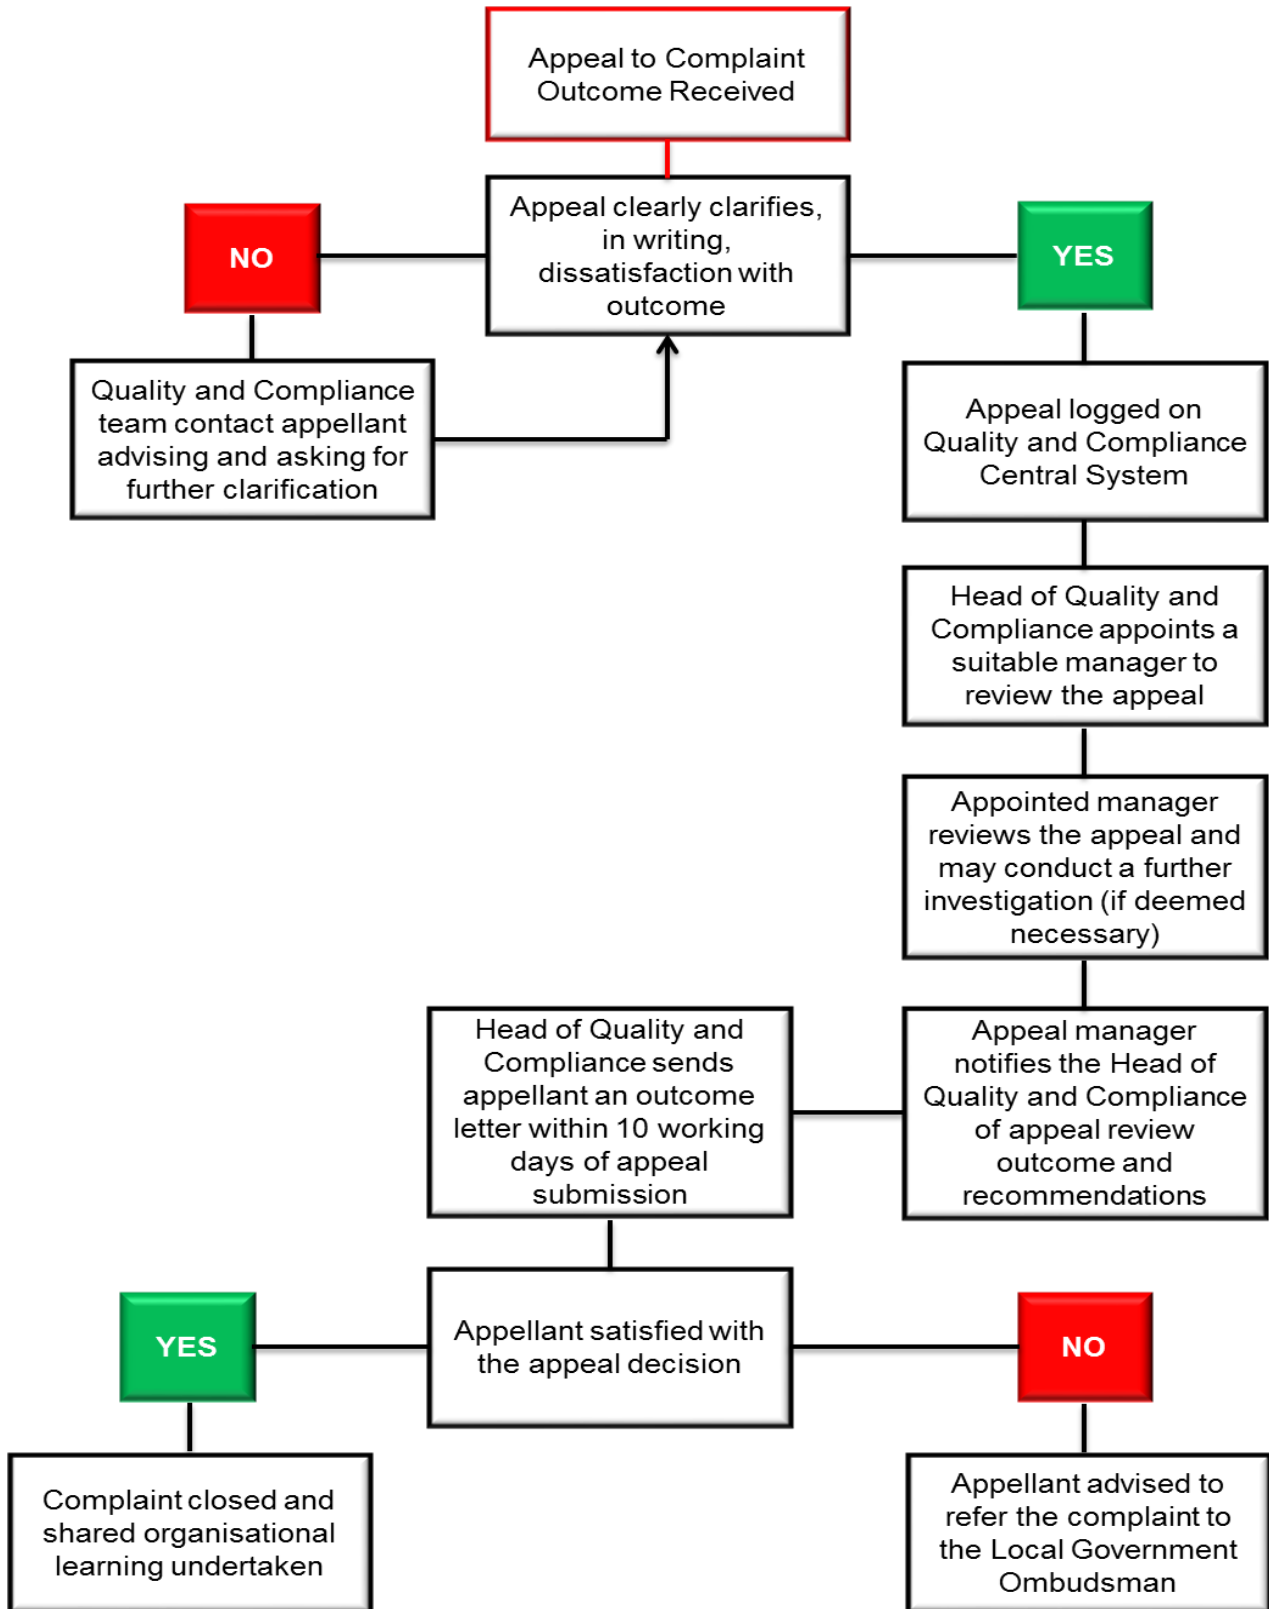 Appeal to Complaint
Outcome Received
Appeal clearly clarifies,
in writing,
dissatisfaction with
outcome
NO
YES
Quality and Compliance
team contact appellant
advising and asking for
further clarification
Appeal logged on
Quality and Compliance
Central System
Head of Quality and
Compliance appoints a
suitable manager to
review the appeal
Appointed manager
reviews the appeal and
may conduct a further
investigation (if deemed
necessary)
Appeal manager
notifies the Head of
Quality and Compliance
of appeal review
outcome and
recommendations
Head of Quality and
Compliance sends
appellant an outcome
letter within 10 working
days of appeal
submission
Appellant satisfied with
the appeal decision
YES
NO
Complaint closed and
shared organisational
learning undertaken
Appellant advised to
refer the complaint to
the Local Government
Ombudsman